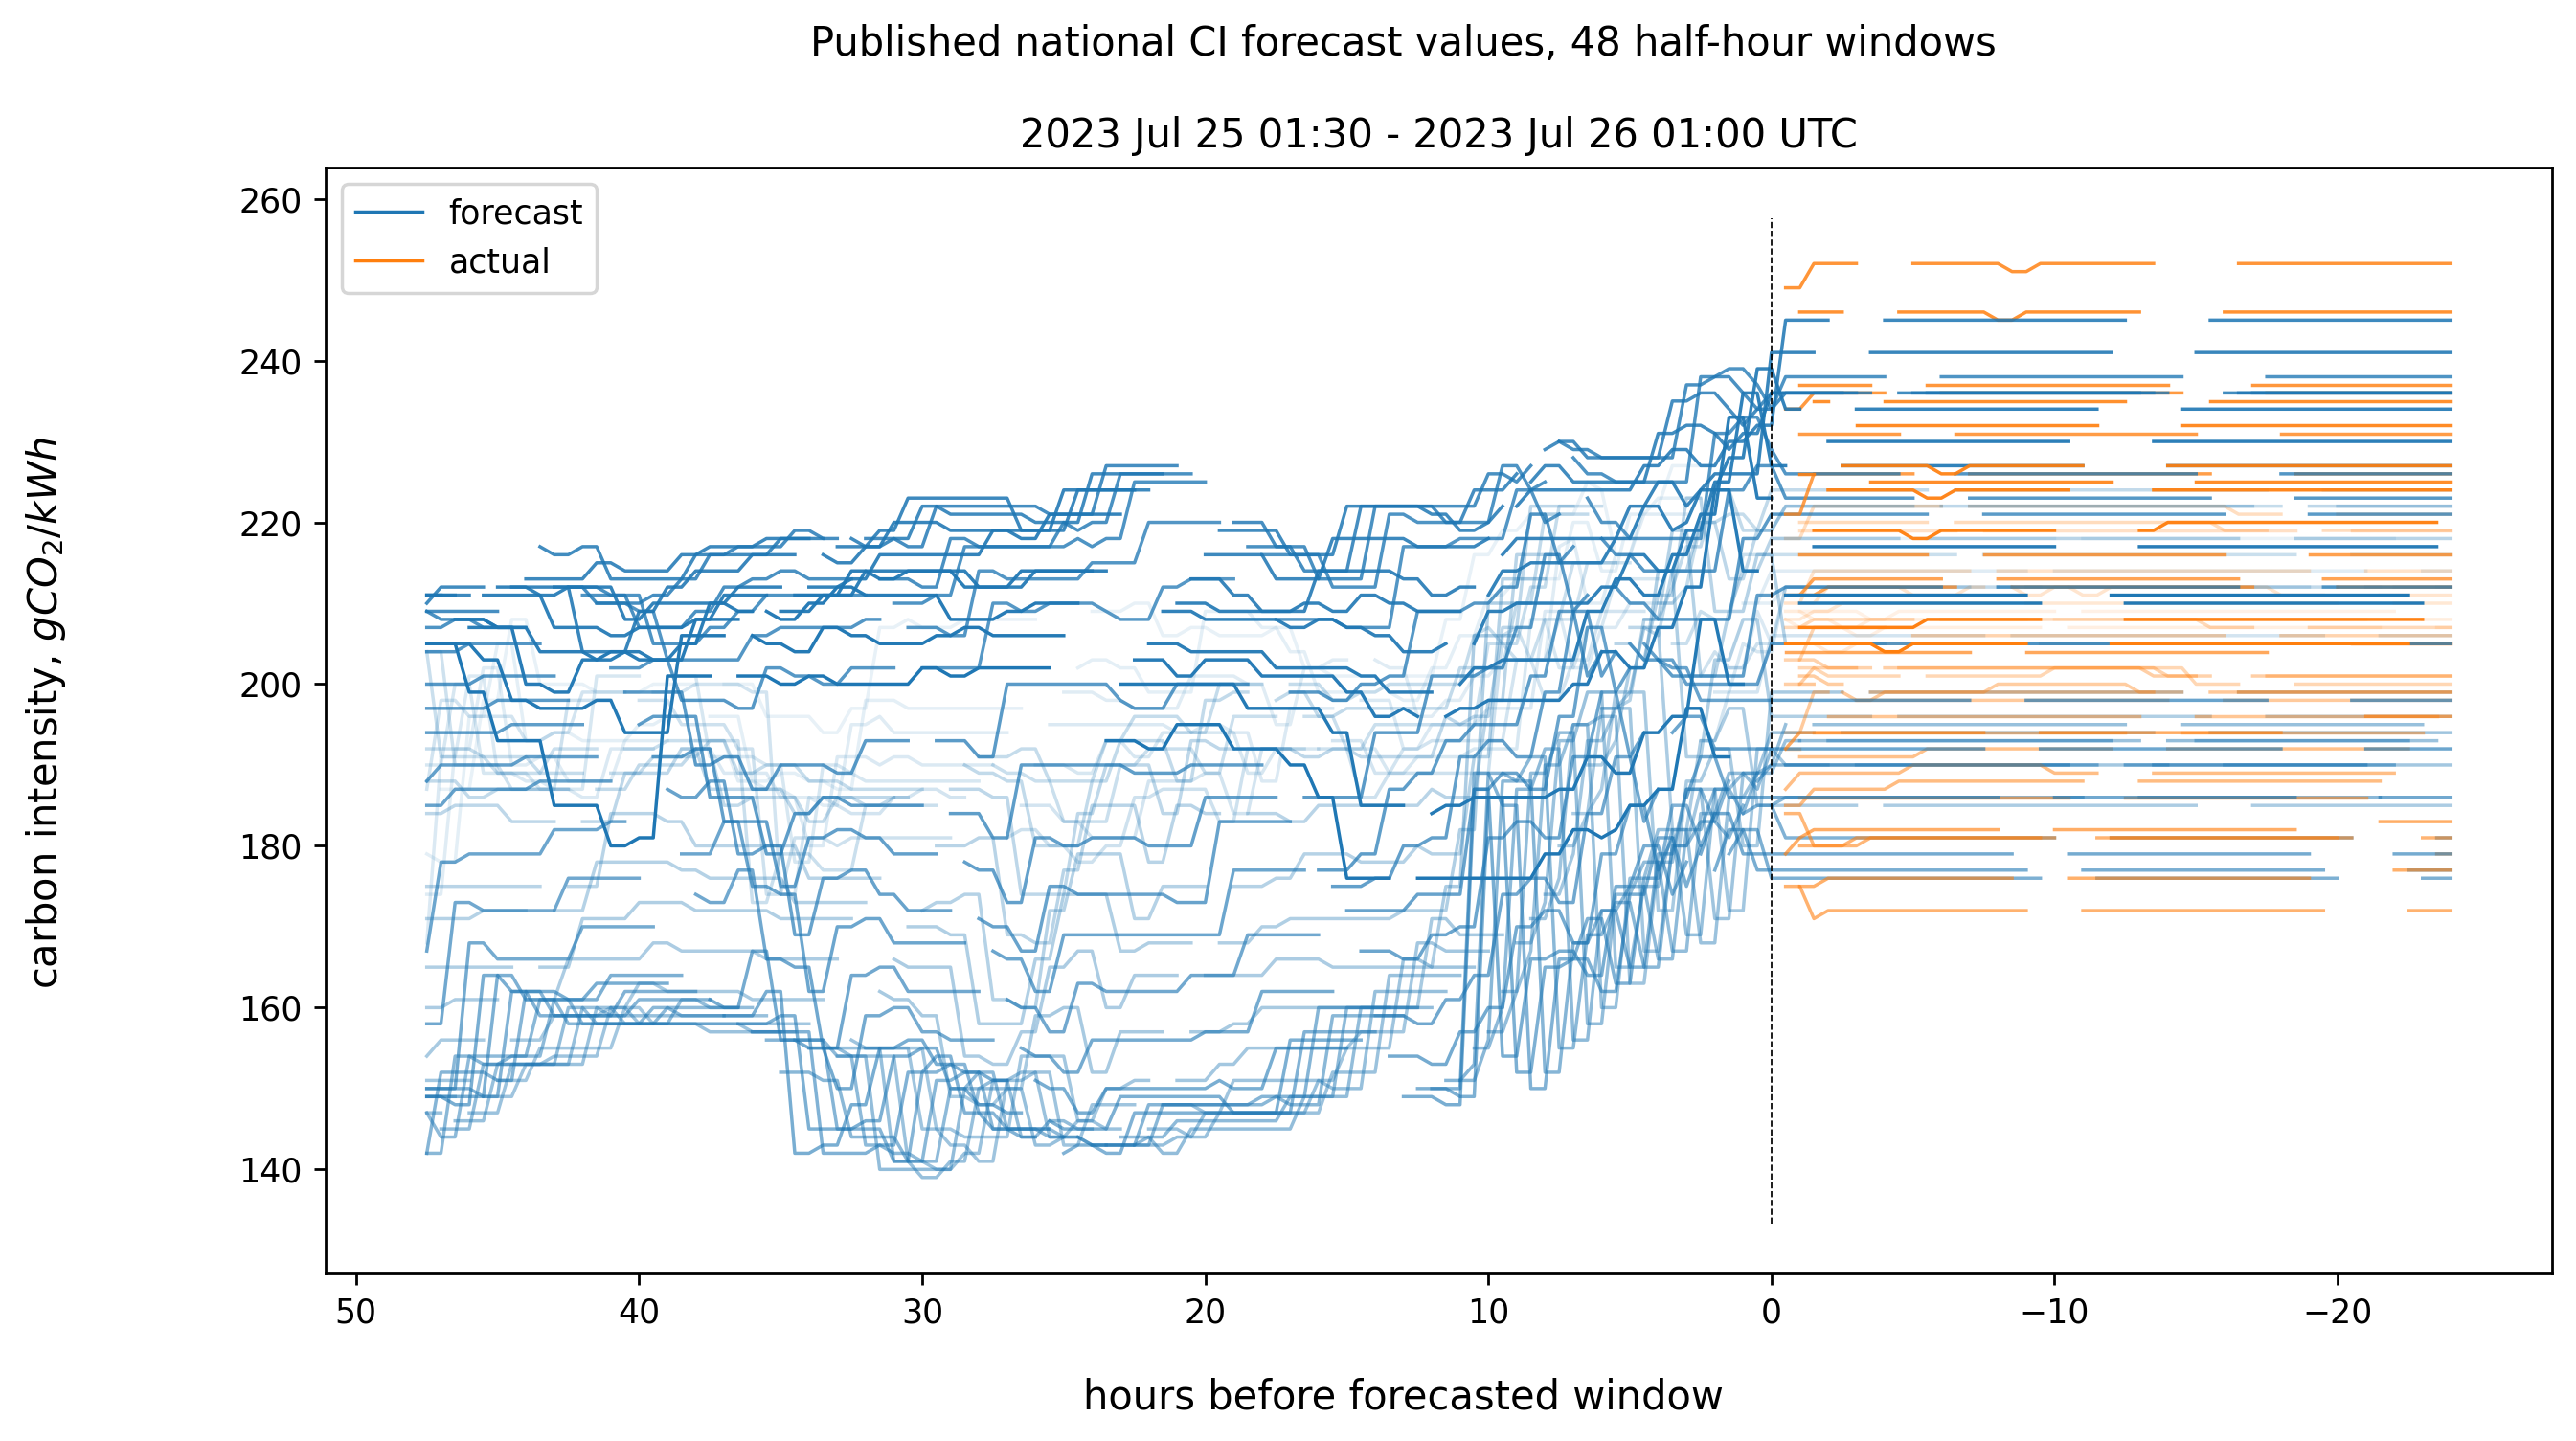 Published national CI forecast values, 48 half-hour windows
2023 Jul 25 01:30 - 2023 Jul 26 01:00 UTC
forecast
actual
carbon intensity, gCO₂/kWh
260
240
220
200
180
160
140
50
40
30
20
10
0
−10
−20
hours before forecasted window